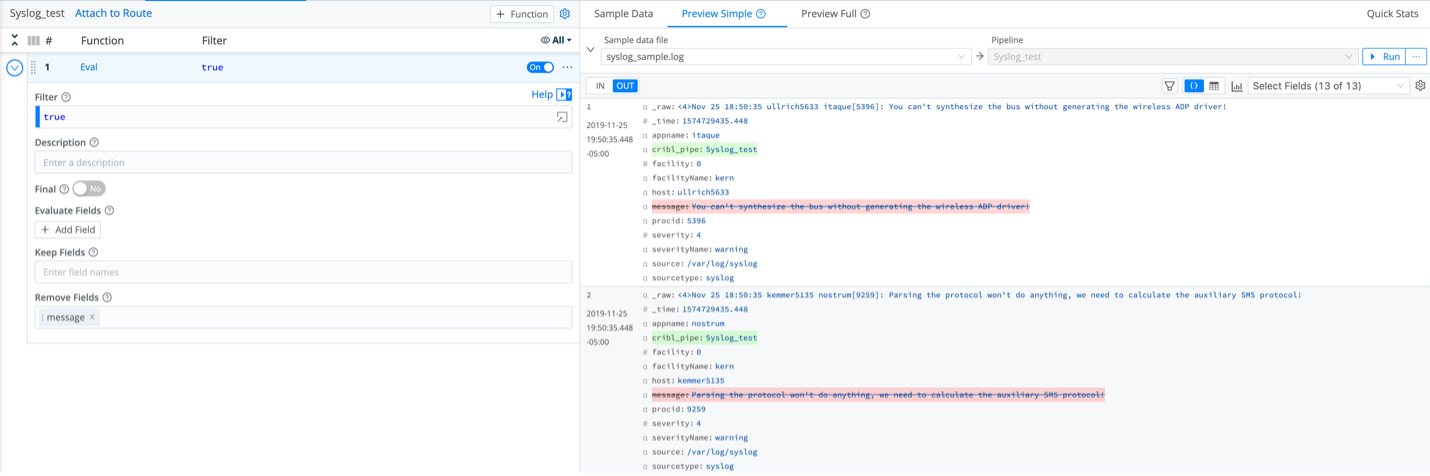 Syslog_test Attach to Route + Function
# Function Filter All
1 Eval true On ...
Filter Help
true
Description
Enter a description
Final No
Evaluate Fields
+ Add Field
Keep Fields
Enter field names
Remove Fields
message ×
Sample Data Preview Simple Preview Full Quick Stats
Sample data file Pipeline
syslog_sample.log → Syslog_test Run ...
IN OUT {} Select Fields (13 of 13)
1
2019-11-25
19:50:35.448
-05:00
α _raw: <4>Nov 25 18:50:35 ullrich5633 itaque[5396]: You can't synthesize the bus without generating the wireless ADP driver!
# _time: 1574729435.448
α appname: itaque
α cribl_pipe: Syslog_test
# facility: 0
α facilityName: kern
α host: ullrich5633
α message: You can't synthesize the bus without generating the wireless ADP driver!
α procid: 5396
# severity: 4
α severityName: warning
α source: /var/log/syslog
α sourcetype: syslog
2
2019-11-25
19:50:35.448
-05:00
α _raw: <4>Nov 25 18:50:35 kemmer5135 nostrum[9259]: Parsing the protocol won't do anything, we need to calculate the auxiliary SMS protocol!
# _time: 1574729435.448
α appname: nostrum
α cribl_pipe: Syslog_test
# facility: 0
α facilityName: kern
α host: kemmer5135
α message: Parsing the protocol won't do anything, we need to calculate the auxiliary SMS protocol!
α procid: 9259
# severity: 4
α severityName: warning
α source: /var/log/syslog
α sourcetype: syslog